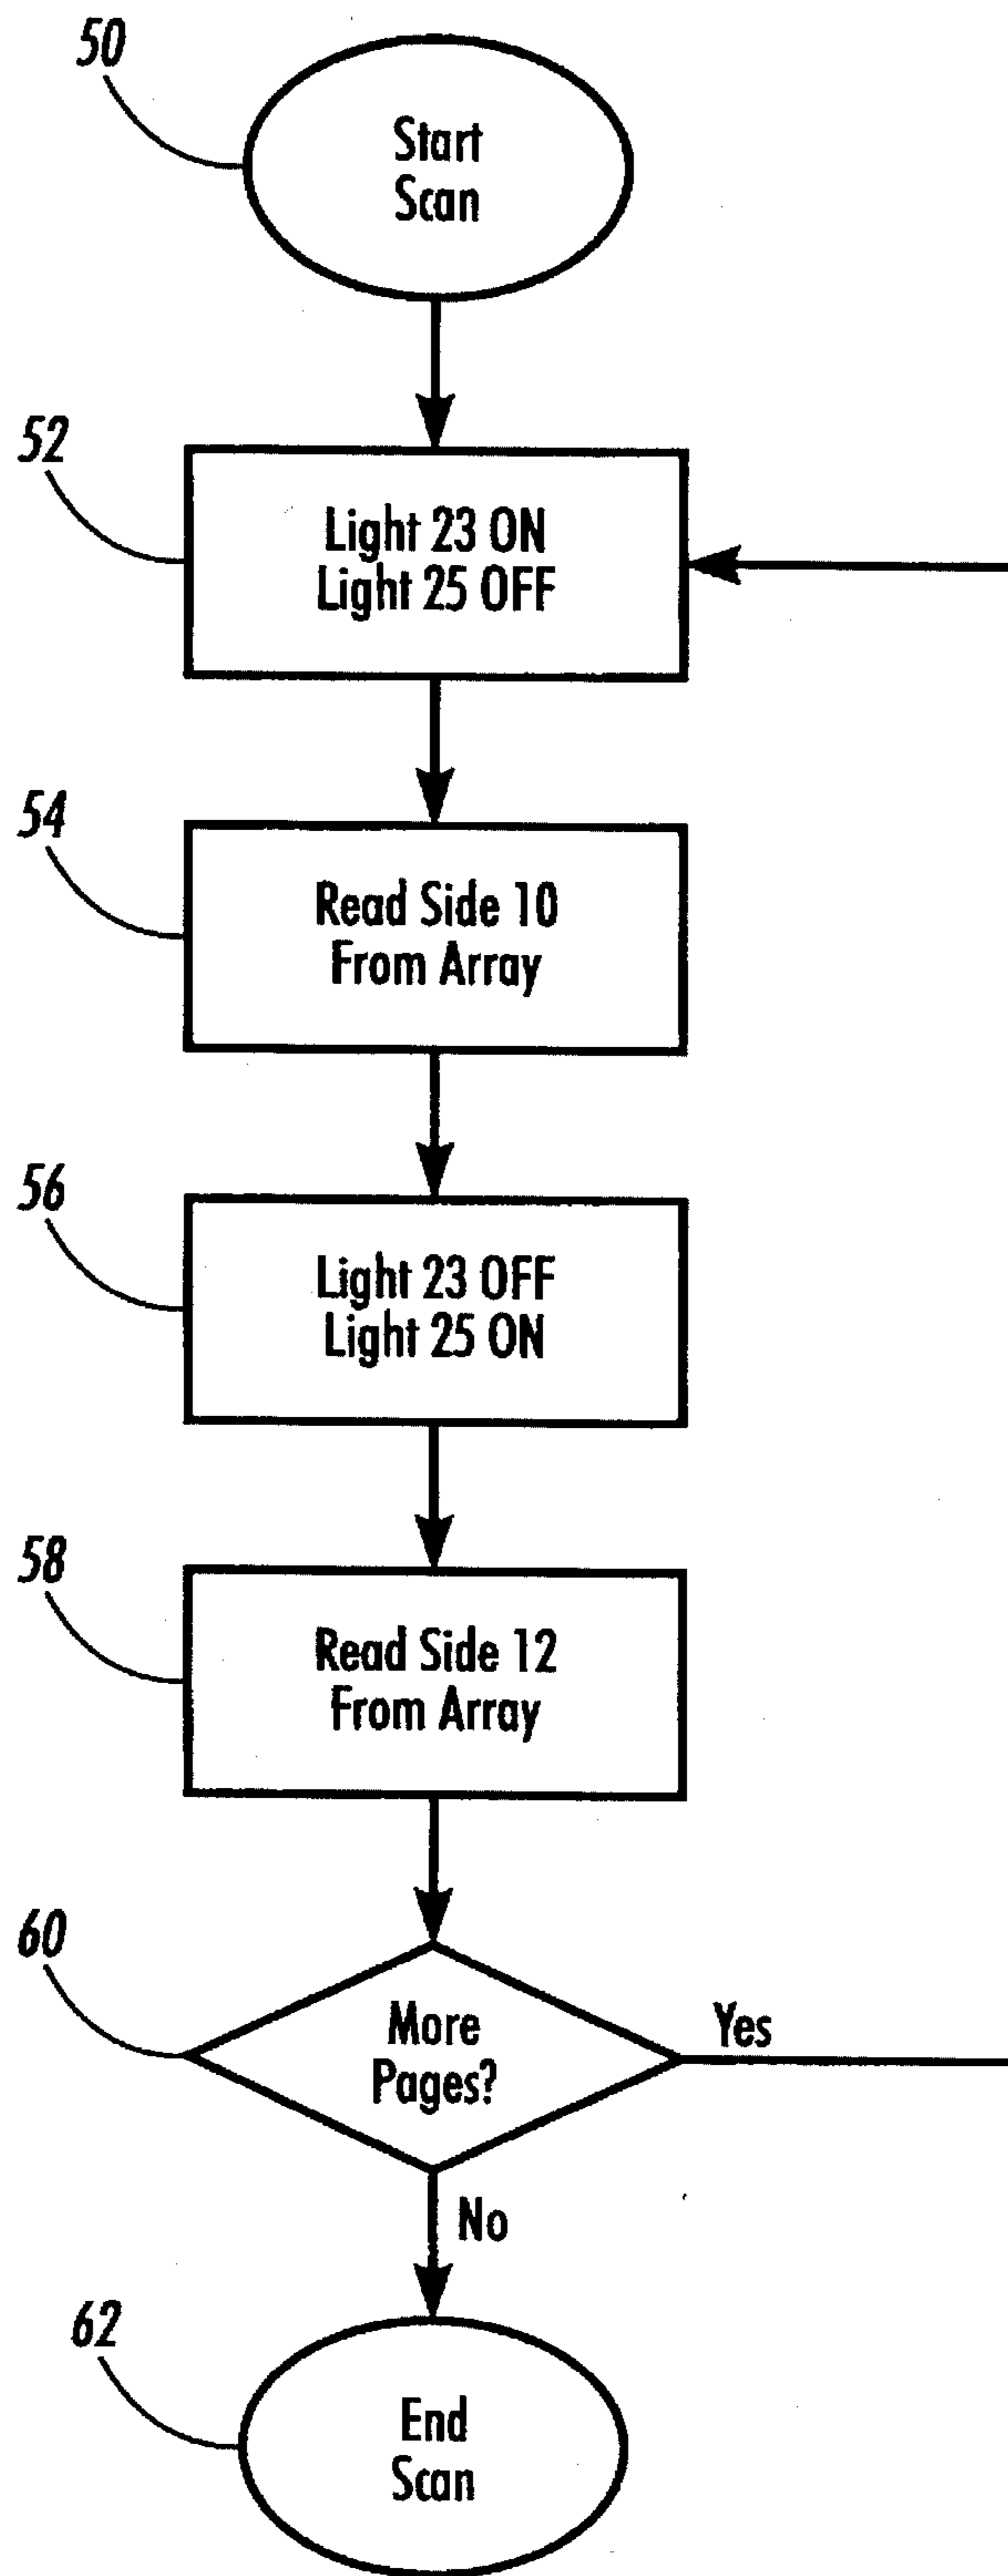 50
Start
Scan
52
Light 23 ON
Light 25 OFF
54
Read Side 10
From Array
56
Light 23 OFF
Light 25 ON
58
Read Side 12
From Array
60
More
Pages?
Yes
No
62
End
Scan